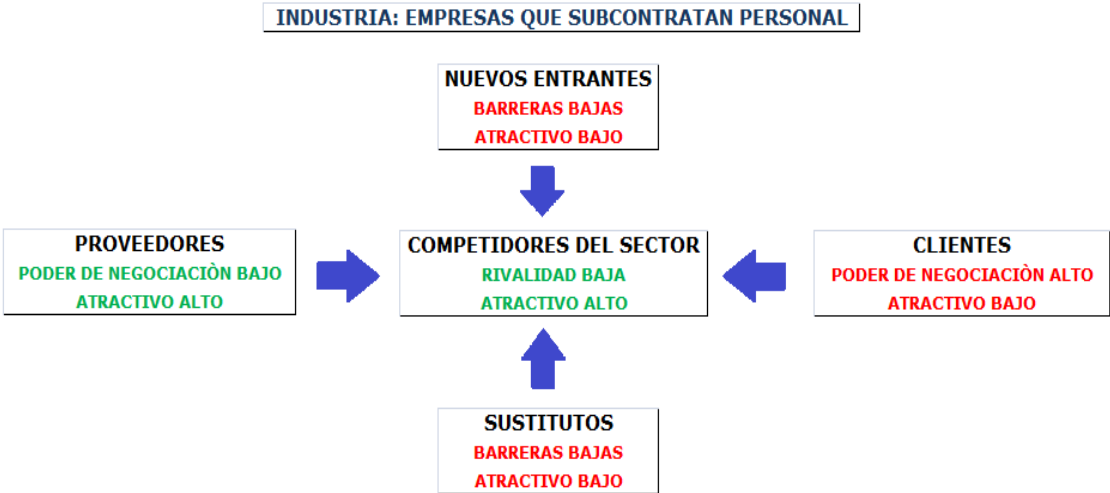 INDUSTRIA: EMPRESAS QUE SUBCONTRATAN PERSONAL
NUEVOS ENTRANTES
BARRERAS BAJAS
ATRACTIVO BAJO
PROVEEDORES
PODER DE NEGOCIACIÒN BAJO
ATRACTIVO ALTO
COMPETIDORES DEL SECTOR
RIVALIDAD BAJA
ATRACTIVO ALTO
CLIENTES
PODER DE NEGOCIACIÒN ALTO
ATRACTIVO BAJO
SUSTITUTOS
BARRERAS BAJAS
ATRACTIVO BAJO